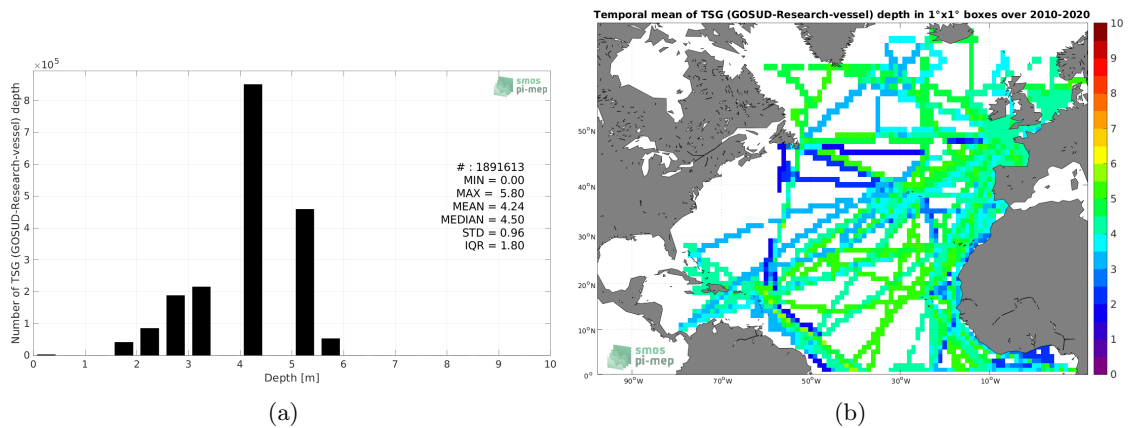 Temporal mean of TSG (GOSUD-Research-vessel) depth in 1°x1° boxes over 2010-2020
×10⁵
Number of TSG (GOSUD-Research-vessel) depth
8
7
6
5
4
3
2
1
0
smos
pi-mep
# : 1891613
MIN = 0.00
MAX = 5.80
MEAN = 4.24
MEDIAN = 4.50
STD = 0.96
IQR = 1.80
0 1 2 3 4 5 6 7 8 9 10
Depth [m]
(a)
50°N
40°N
30°N
20°N
10°N
0°
90°W 70°W 50°W 30°W 10°W
smos
pi-mep
10
9
8
7
6
5
4
3
2
1
0
(b)